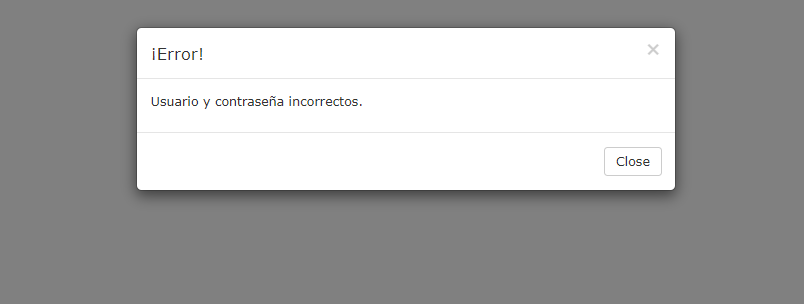 ¡Error!
×
Usuario y contraseña incorrectos.
Close